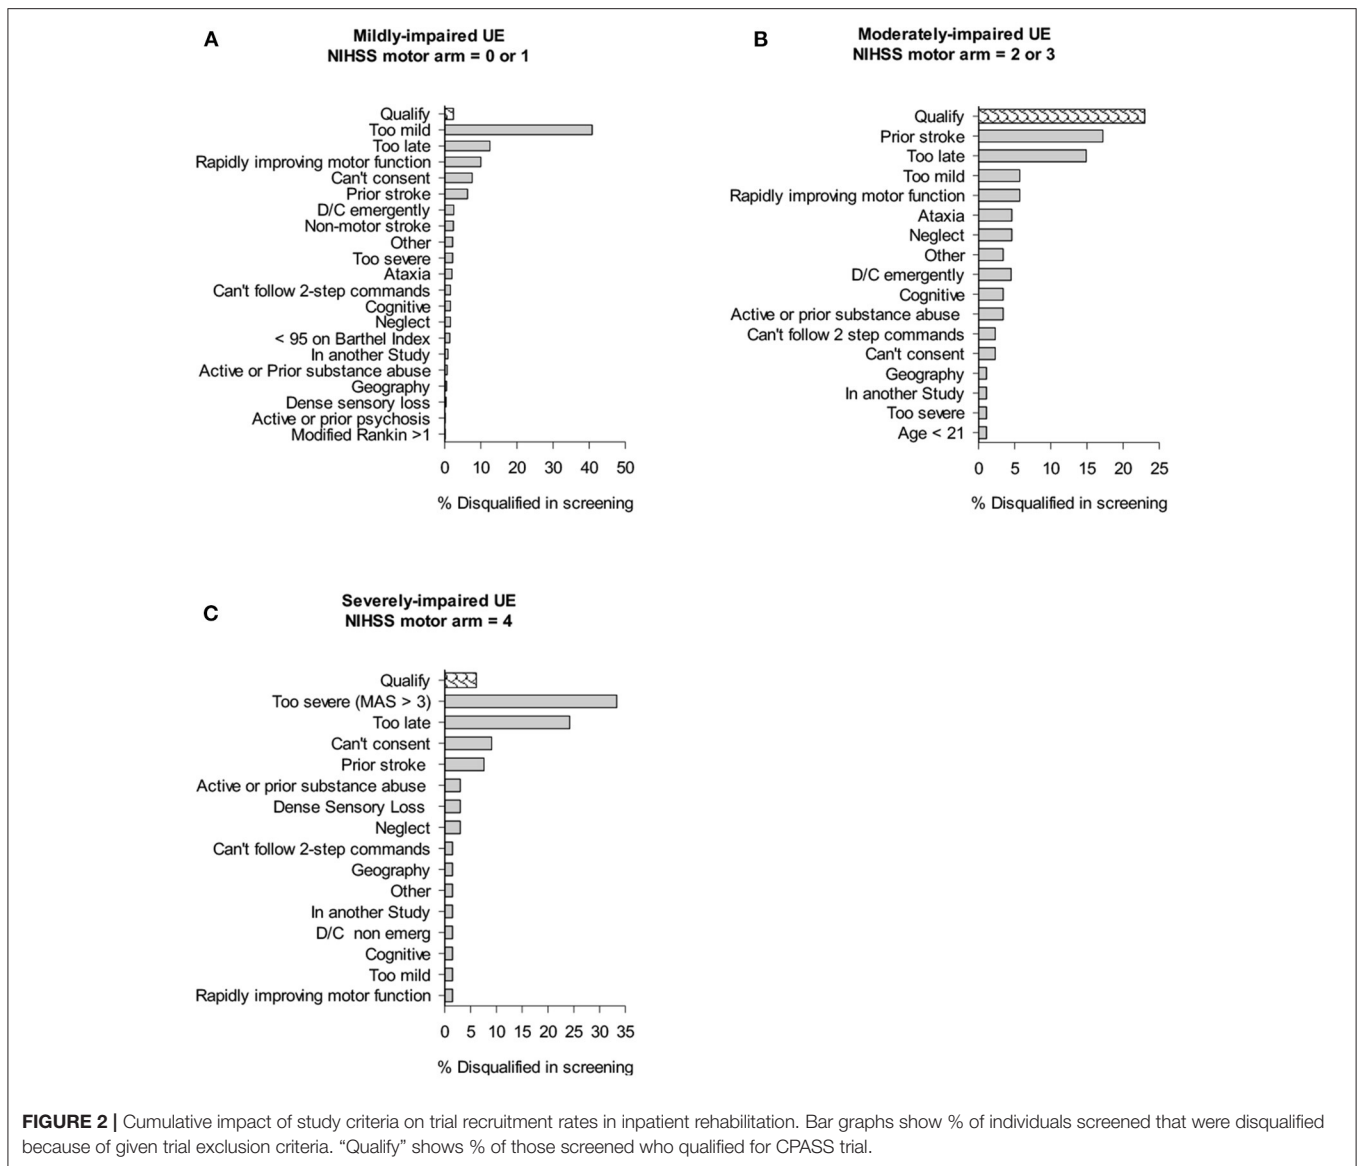 A
Mildly-impaired UE
NIHSS motor arm = 0 or 1
Qualify
Too mild
Too late
Rapidly improving motor function
Can't consent
Prior stroke
D/C emergently
Non-motor stroke
Other
Too severe
Ataxia
Can't follow 2-step commands
Cognitive
Neglect
< 95 on Barthel Index
In another Study
Active or Prior substance abuse
Geography
Dense sensory loss
Active or prior psychosis
Modified Rankin >1
0 10 20 30 40 50
% Disqualified in screening
B
Moderately-impaired UE
NIHSS motor arm = 2 or 3
Qualify
Prior stroke
Too late
Too mild
Rapidly improving motor function
Ataxia
Neglect
Other
D/C emergently
Cognitive
Active or prior substance abuse
Can't follow 2 step commands
Can't consent
Geography
In another Study
Too severe
Age < 21
0 5 10 15 20 25
% Disqualified in screening
C
Severely-impaired UE
NIHSS motor arm = 4
Qualify
Too severe (MAS > 3)
Too late
Can't consent
Prior stroke
Active or prior substance abuse
Dense Sensory Loss
Neglect
Can't follow 2-step commands
Geography
Other
In another Study
D/C non emerg
Cognitive
Too mild
Rapidly improving motor function
0 5 10 15 20 25 30 35
% Disqualified in screening
FIGURE 2 | Cumulative impact of study criteria on trial recruitment rates in inpatient rehabilitation. Bar graphs show % of individuals screened that were disqualified
because of given trial exclusion criteria. “Qualify” shows % of those screened who qualified for CPASS trial.